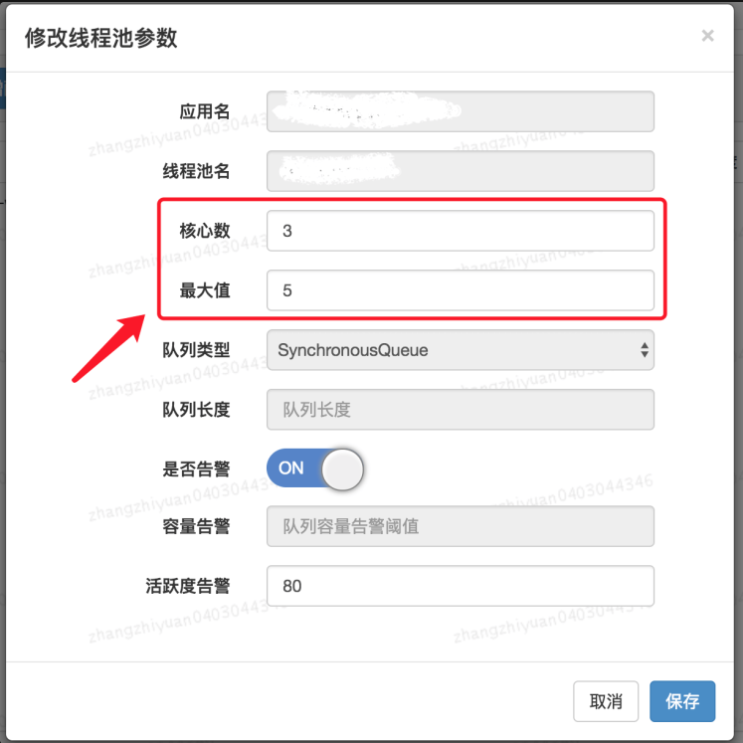 修改线程池参数 ×
应用名
zhangzhiyuan0403044346
线程池名
核心数 3
zhangzhiyuan0403044346
最大值 5
队列类型 SynchronousQueue
队列长度 队列长度
是否告警 ON
zhangzhiyuan0403044346
容量告警 队列容量告警阈值
活跃度告警 80
zhangzhiyuan0403044346
取消 保存